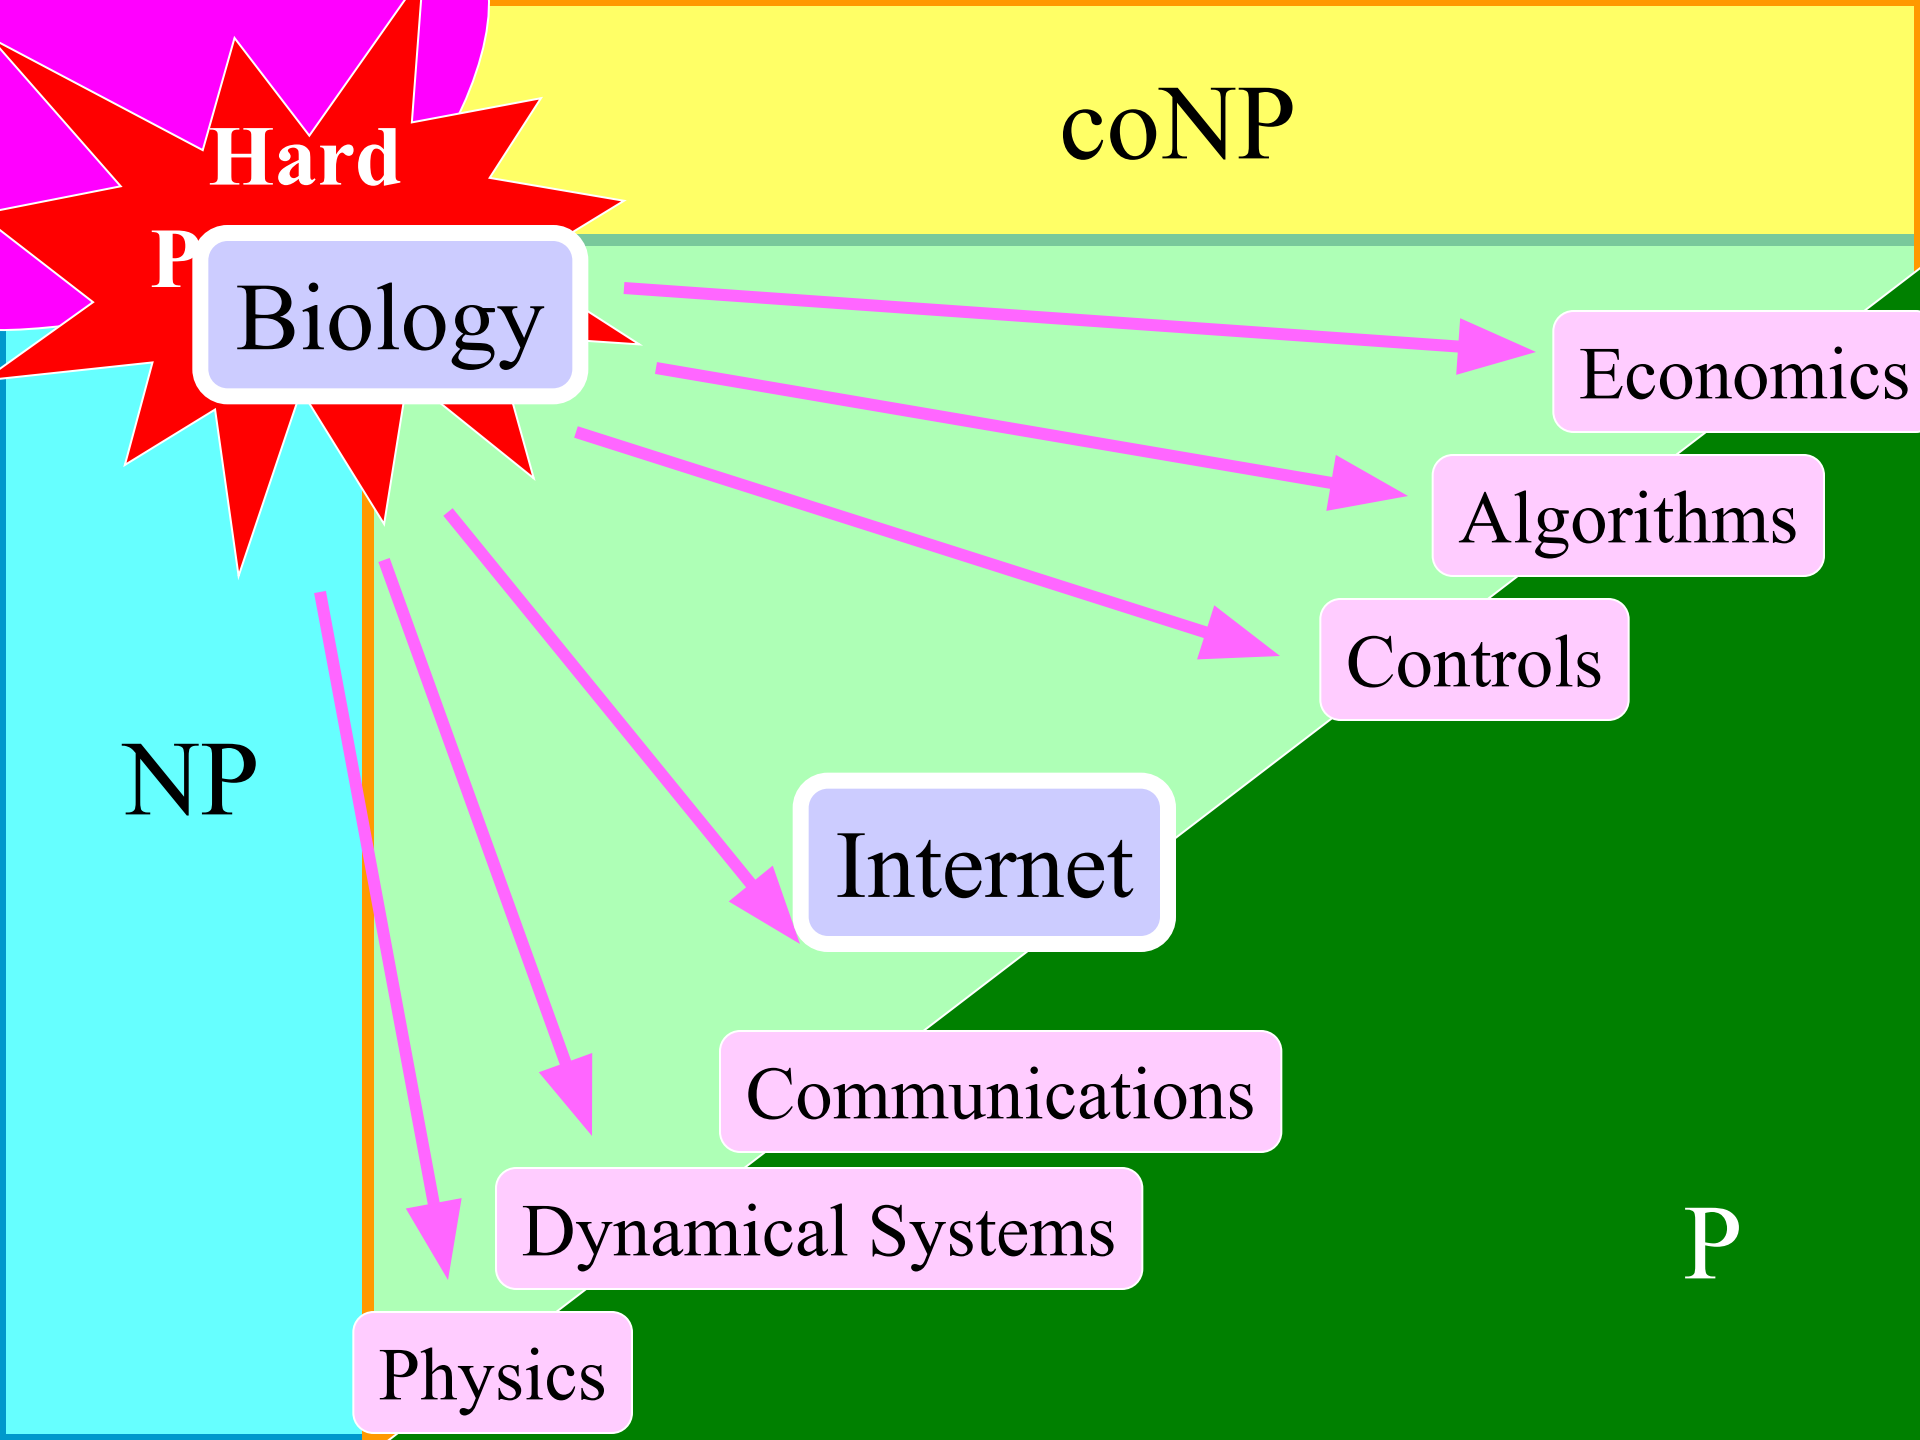 coNP
Hard
P
Biology
Economics
Algorithms
Controls
NP
Internet
Communications
Dynamical Systems
P
Physics